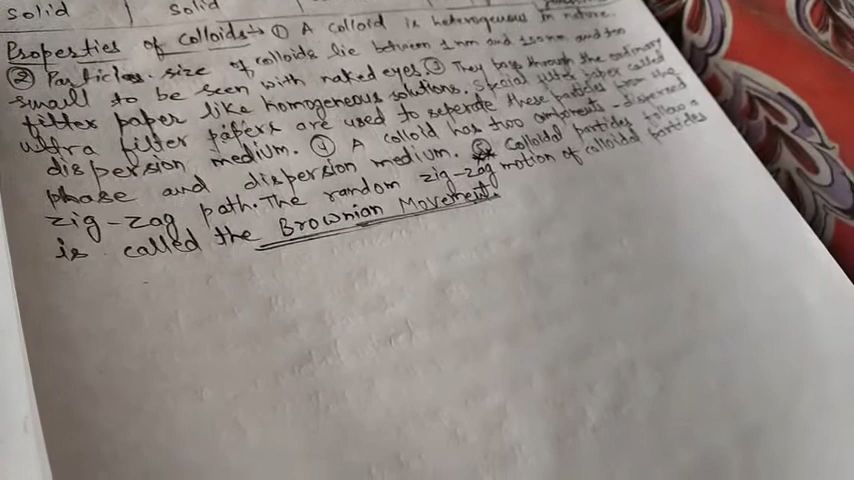 solid | solid
Properties of colloids → ① A colloid is heterogenous in nature.
② Particles size of colloids lie between 1nm and 100nm and too
small to be seen with naked eyes. ③ They pass through the ordinary
filter paper like homogeneous solutions. Special filter paper called
ultra filter papers are used to seperate these particles from the
dispersion medium. ④ A colloid has two components - dispersed
phase and dispersion medium. ⑤ Colloidal particles follow a
zig-zag path. The random zig-zag motion of colloidal particles
is called the Brownian Movement.